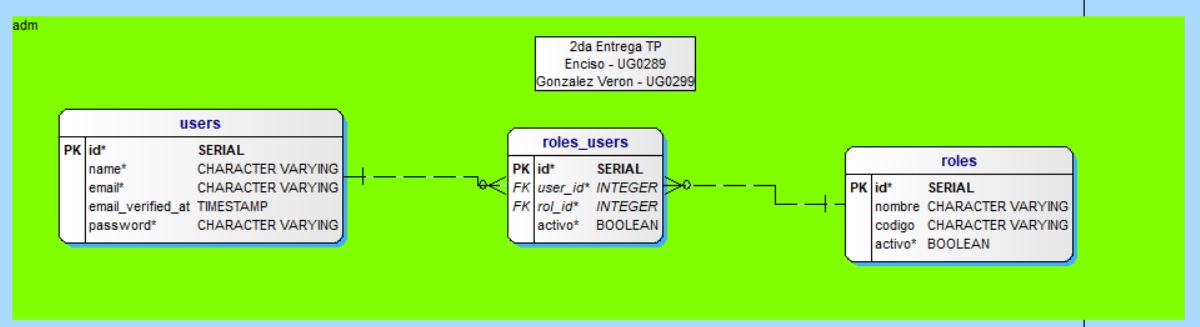 adm
2da Entrega TP
Enciso - UG0289
Gonzalez Veron - UG0299
users
PK id* SERIAL
name* CHARACTER VARYING
email* CHARACTER VARYING
email_verified_at TIMESTAMP
password* CHARACTER VARYING
roles_users
PK id* SERIAL
FK user_id* INTEGER
FK rol_id* INTEGER
activo* BOOLEAN
roles
PK id* SERIAL
nombre CHARACTER VARYING
codigo CHARACTER VARYING
activo* BOOLEAN